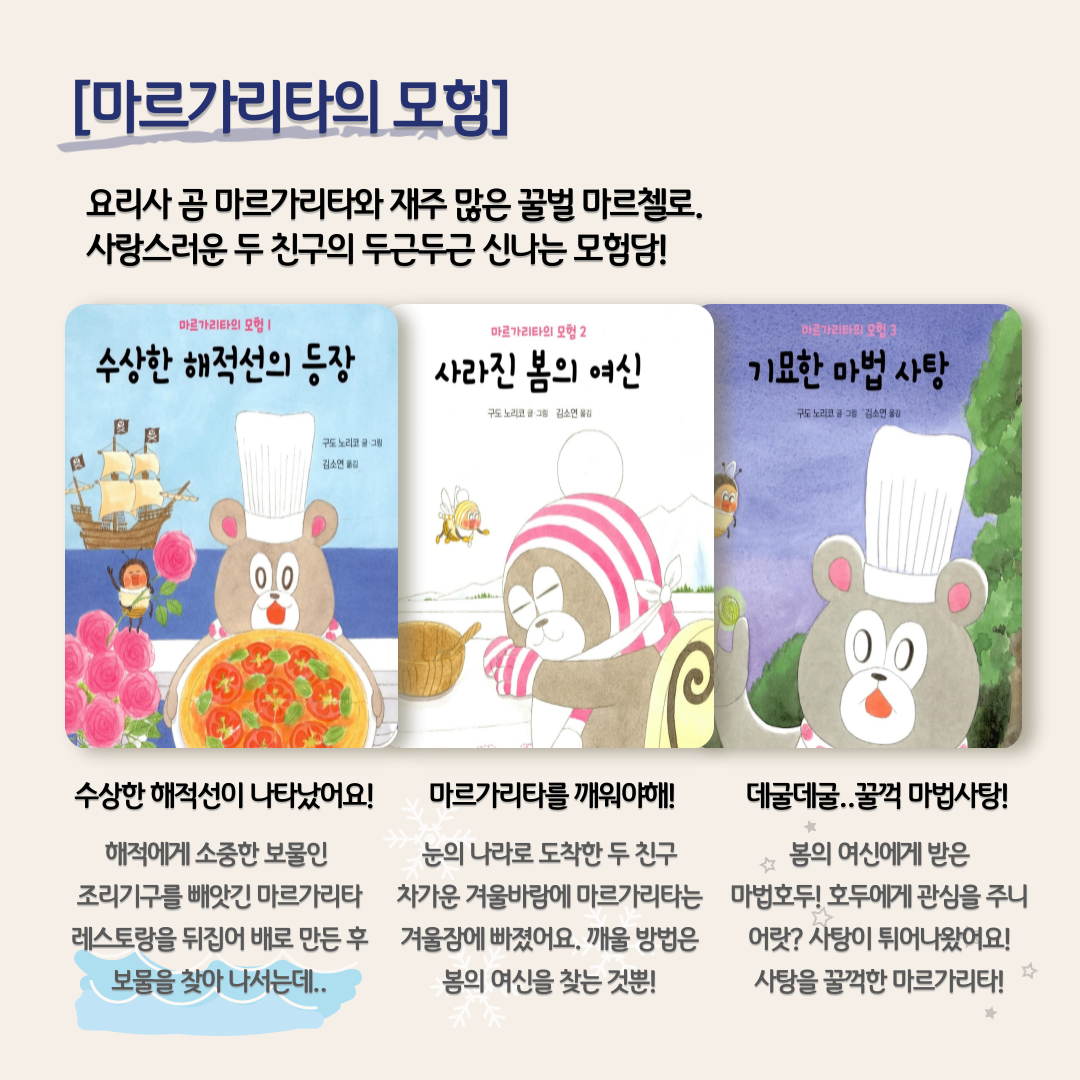 [마르가리타의 모험]
요리사 곰 마르가리타와 재주 많은 꿀벌 마르첼로.
사랑스러운 두 친구의 두근두근 신나는 모험담!
마르가리타의 모험 1
수상한 해적선의 등장
구도 노리코 글·그림
김소연 옮김
마르가리타의 모험 2
사라진 봄의 여신
구도 노리코 글·그림 김소연 옮김
마르가리타의 모험 3
기묘한 마법 사탕
구도 노리코 글·그림 김소연 옮김
수상한 해적선이 나타났어요!
해적에게 소중한 보물인
조리기구를 빼앗긴 마르가리타
레스토랑을 뒤집어 배로 만든 후
보물을 찾아 나서는데..
마르가리타를 깨워야해!
눈의 나라로 도착한 두 친구
차가운 겨울바람에 마르가리타는
겨울잠에 빠졌어요. 깨울 방법은
봄의 여신을 찾는 것뿐!
데굴데굴..꿀꺽 마법사탕!
봄의 여신에게 받은
마법호두! 호두에게 관심을 주니
어랏? 사탕이 튀어나왔어요!
사탕을 꿀꺽한 마르가리타!